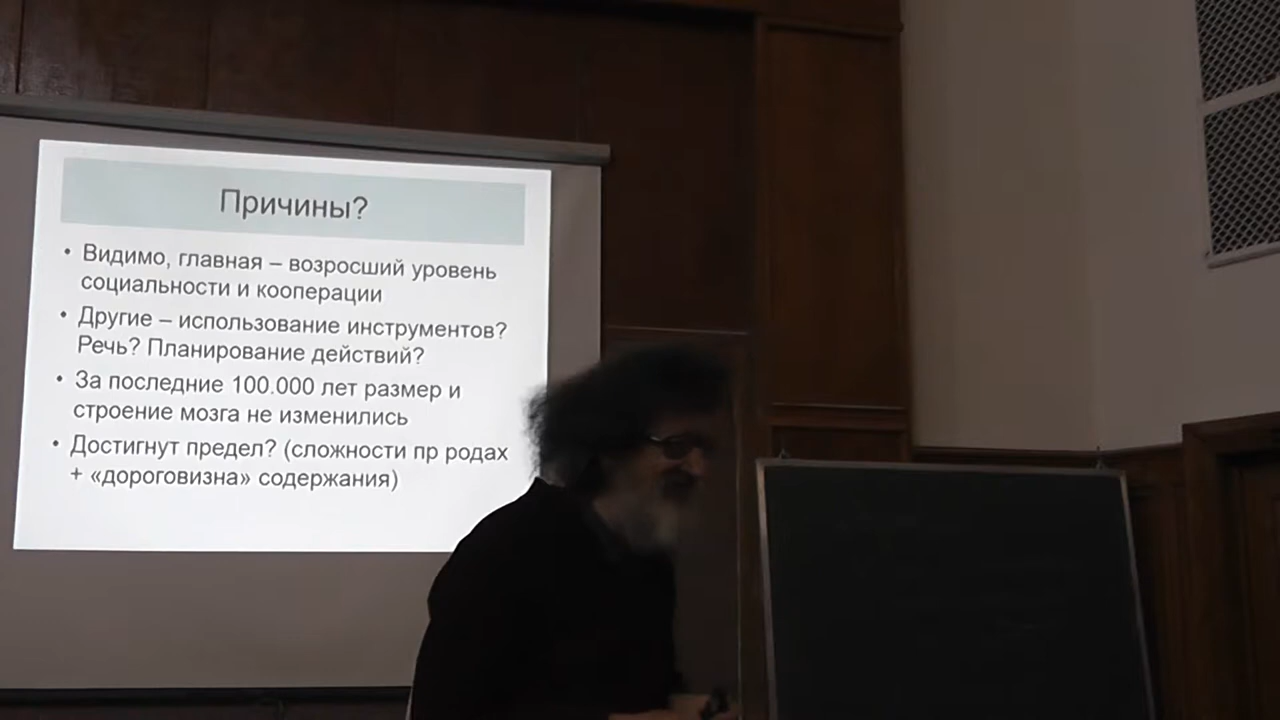 Причины?
• Видимо, главная – возросший уровень
социальности и кооперации
• Другие – использование инструментов?
Речь? Планирование действий?
• За последние 100.000 лет размер и
строение мозга не изменились
• Достигнут предел? (сложности пр родах
+ «дороговизна» содержания)